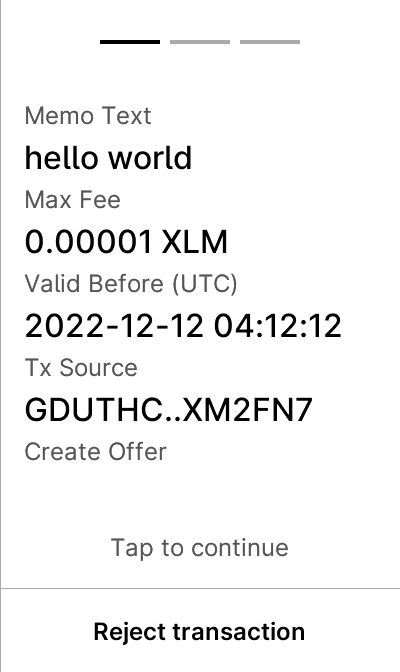 Memo Text
hello world
Max Fee
0.00001 XLM
Valid Before (UTC)
2022-12-12 04:12:12
Tx Source
GDUTHC..XM2FN7
Create Offer
Tap to continue
Reject transaction